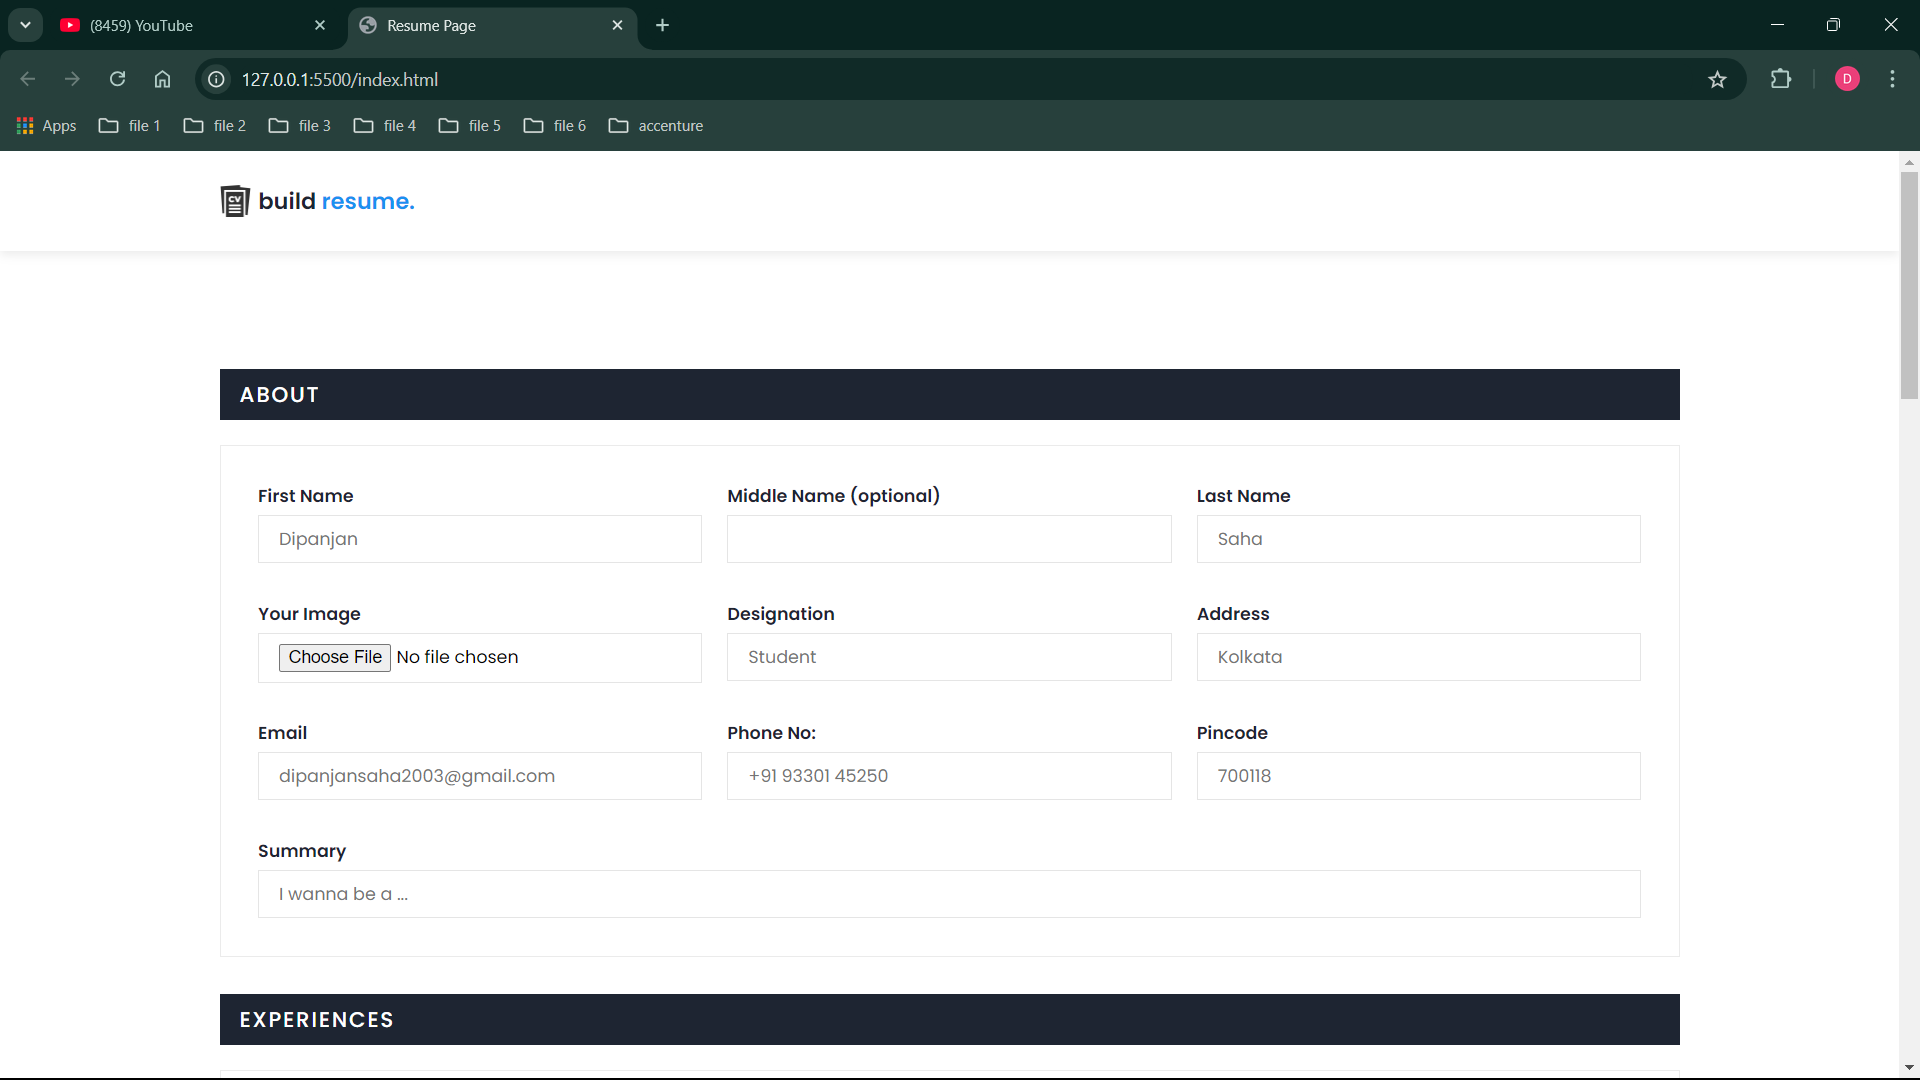 (8459) YouTube
Resume Page
127.0.0.1:5500/index.html
D
Apps file 1 file 2 file 3 file 4 file 5 file 6 accenture
CV build resume.
ABOUT
First Name Middle Name (optional) Last Name
Dipanjan Saha
Your Image Designation Address
Choose File No file chosen Student Kolkata
Email Phone No: Pincode
dipanjansaha2003@gmail.com +91 93301 45250 700118
Summary
I wanna be a ...
EXPERIENCES